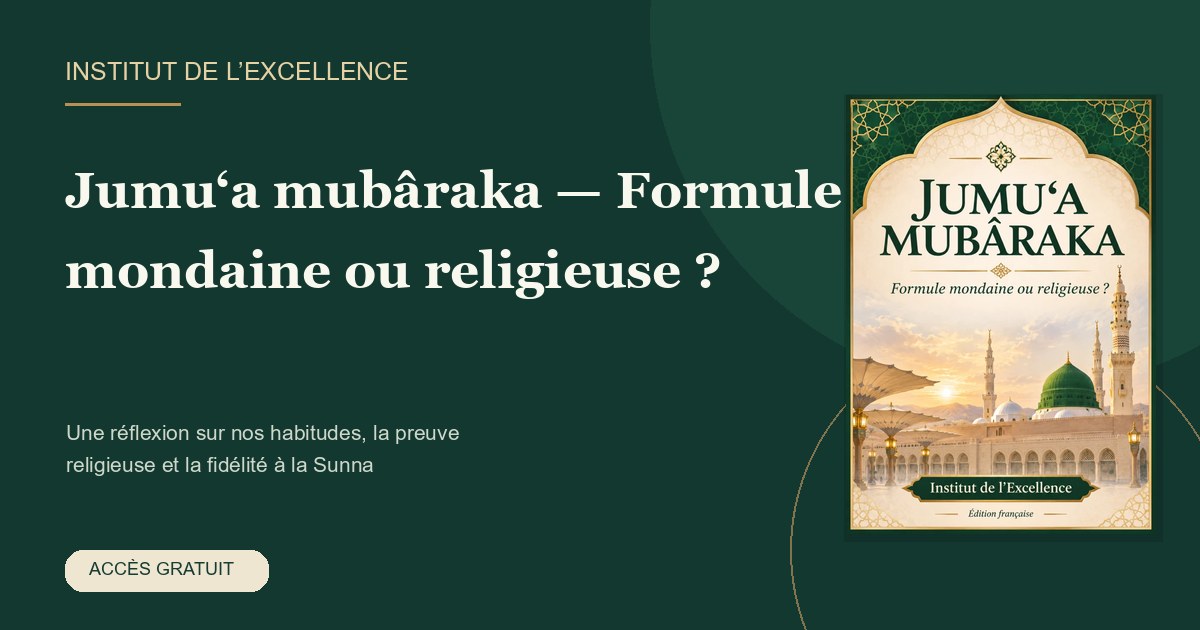 INSTITUT DE L’EXCELLENCE
Jumu‘a mubâraka — Formule
mondaine ou religieuse ?
Une réflexion sur nos habitudes, la preuve
religieuse et la fidélité à la Sunna
ACCÈS GRATUIT
JUMU‘A
MUBÂRAKA
Formule mondaine ou religieuse ?
Institut de l’Excellence
Édition française